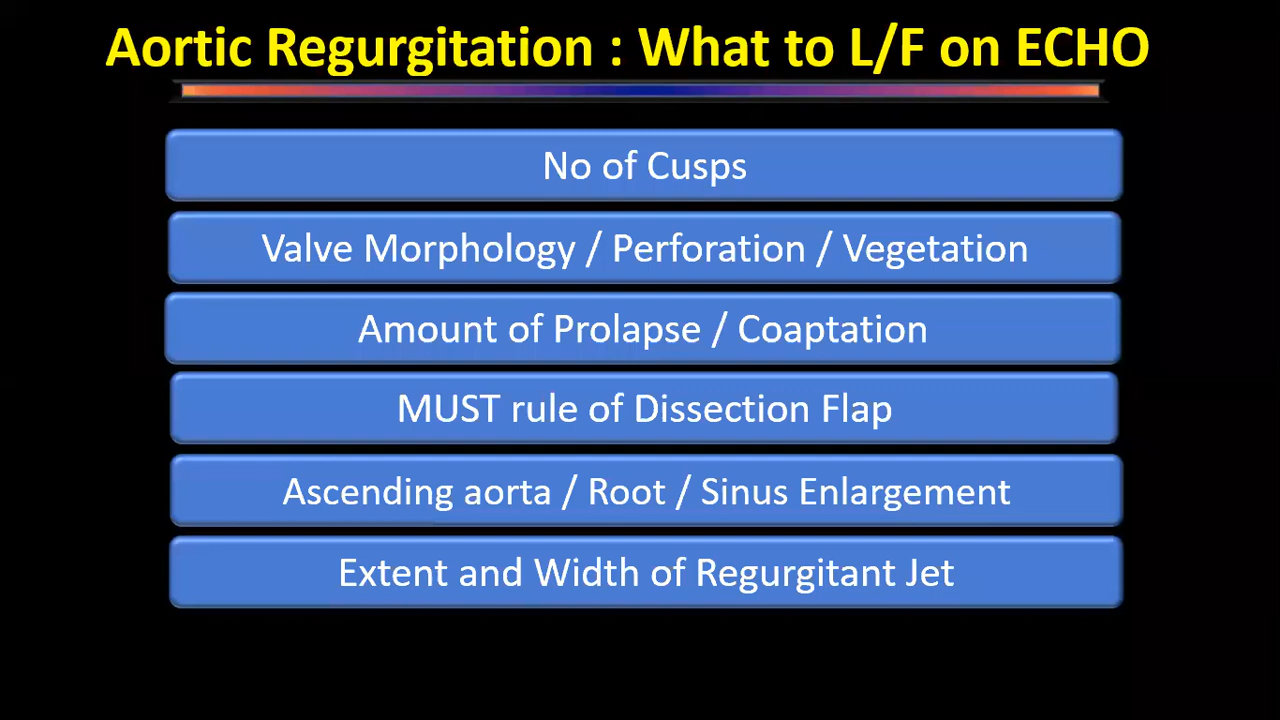 Aortic Regurgitation : What to L/F on ECHO
No of Cusps
Valve Morphology / Perforation / Vegetation
Amount of Prolapse / Coaptation
MUST rule of Dissection Flap
Ascending aorta / Root / Sinus Enlargement
Extent and Width of Regurgitant Jet